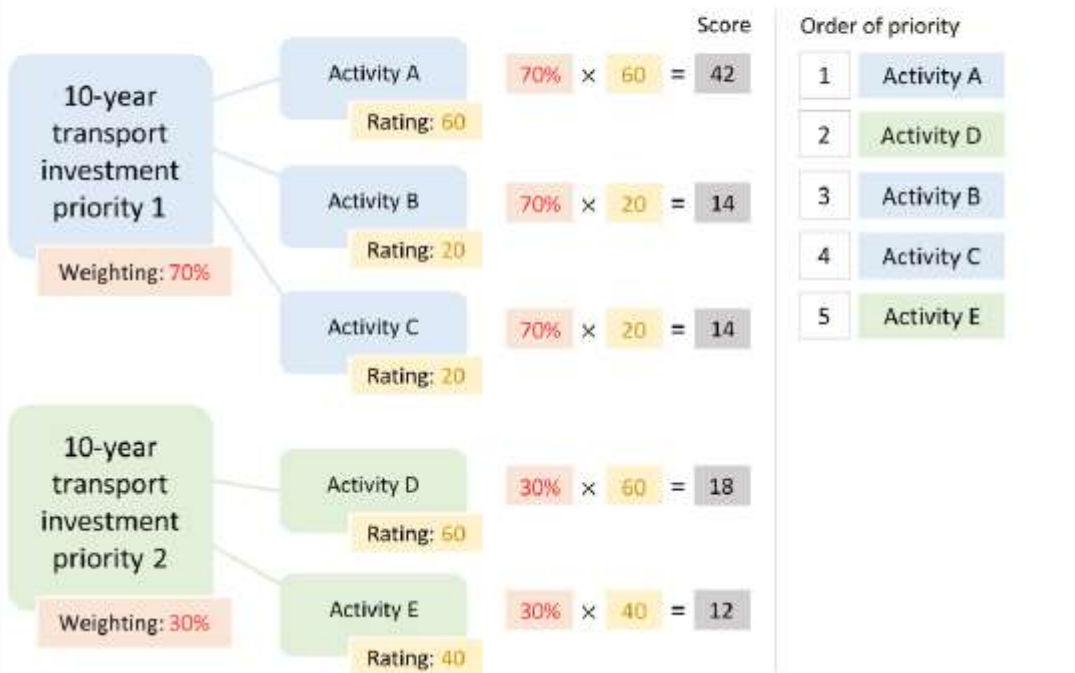 Score
Order of priority
10-year
transport
investment
priority 1
Weighting: 70%
Activity A
Rating: 60
70% × 60 = 42
Activity B
Rating: 20
70% × 20 = 14
Activity C
Rating: 20
70% × 20 = 14
10-year
transport
investment
priority 2
Weighting: 30%
Activity D
Rating: 60
30% × 60 = 18
Activity E
Rating: 40
30% × 40 = 12
1 Activity A
2 Activity D
3 Activity B
4 Activity C
5 Activity E